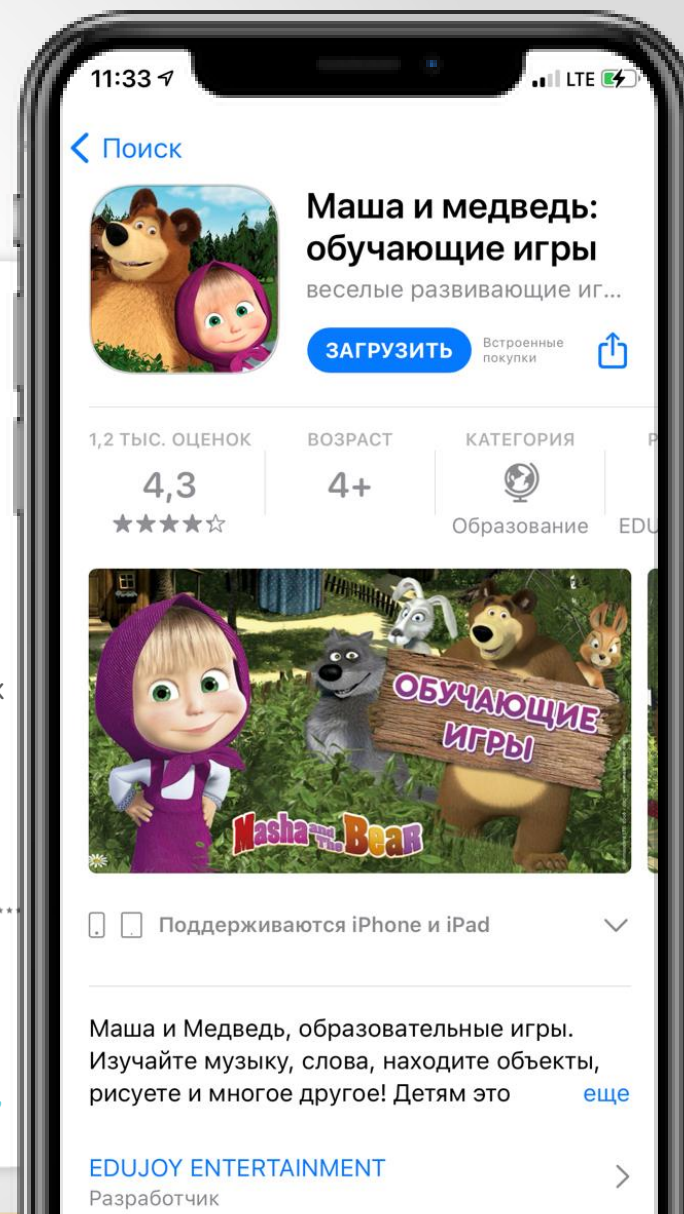 11:33
LTE
Поиск
Маша и медведь:
обучающие игры
веселые развивающие иг...
ЗАГРУЗИТЬ
Встроенные
покупки
1,2 ТЫС. ОЦЕНОК
ВОЗРАСТ
КАТЕГОРИЯ
4,3
4+
Образование
EDU
ОБУЧАЮЩИЕ
ИГРЫ
Masha and The Bear
Поддерживаются iPhone и iPad
Маша и Медведь, образовательные игры.
Изучайте музыку, слова, находите объекты,
рисуете и многое другое! Детям это
еще
EDUJOY ENTERTAINMENT
Разработчик